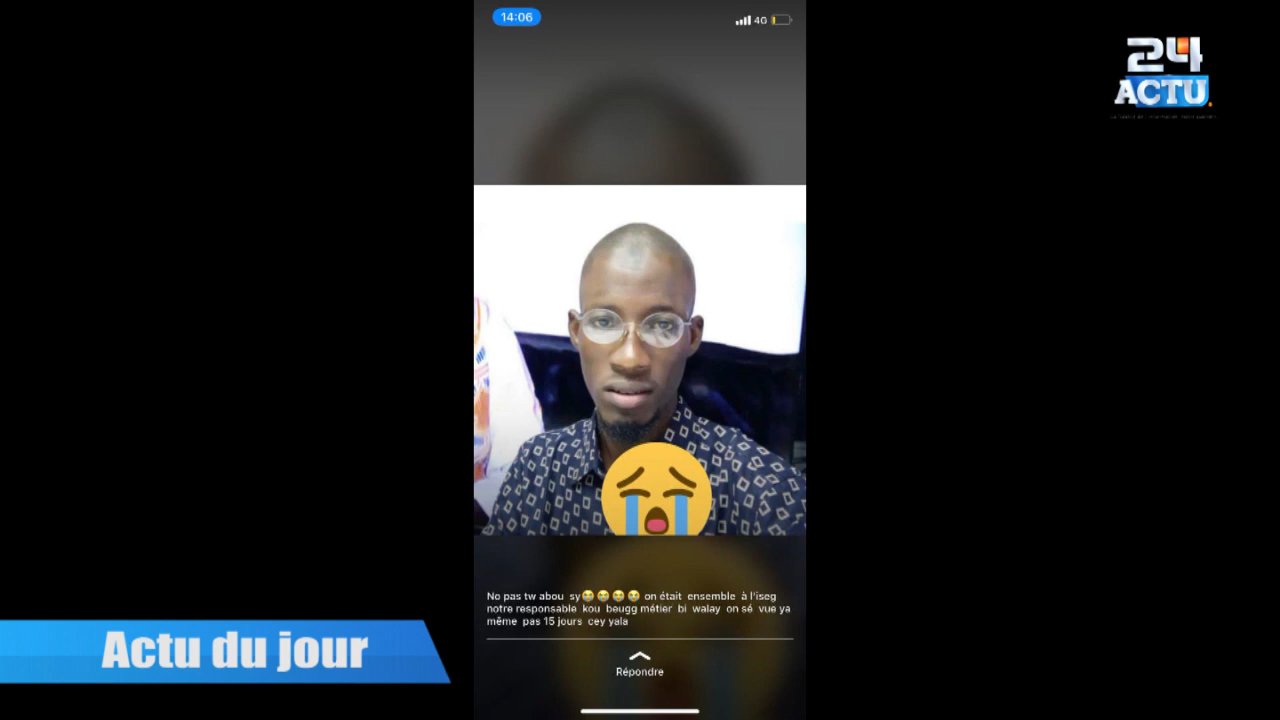 14:06
4G
24
ACTU.
No pas tw abou sy😭😭😭😭 on était ensemble à l'iseg
notre responsable kou beugg métier bi walay on sé vue ya
même pas 15 jours cey yala
Répondre
Actu du jour